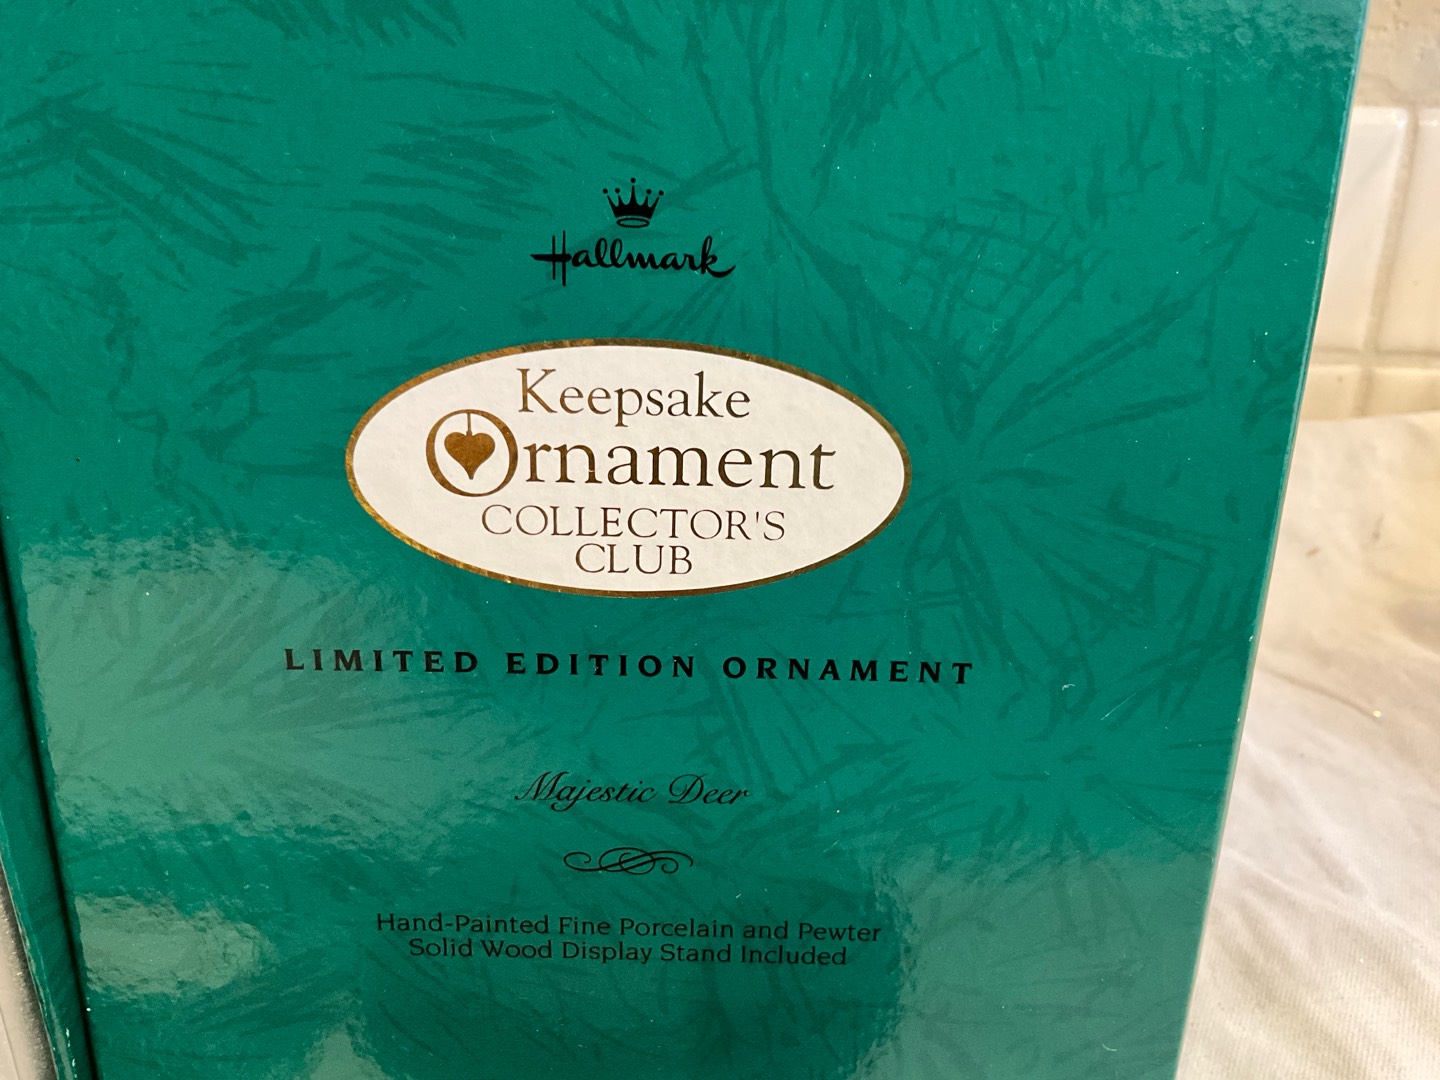 Hallmark
Keepsake
Ornament
COLLECTOR'S
CLUB
LIMITED EDITION ORNAMENT
Majestic Deer
Hand-Painted Fine Porcelain and Pewter
Solid Wood Display Stand Included